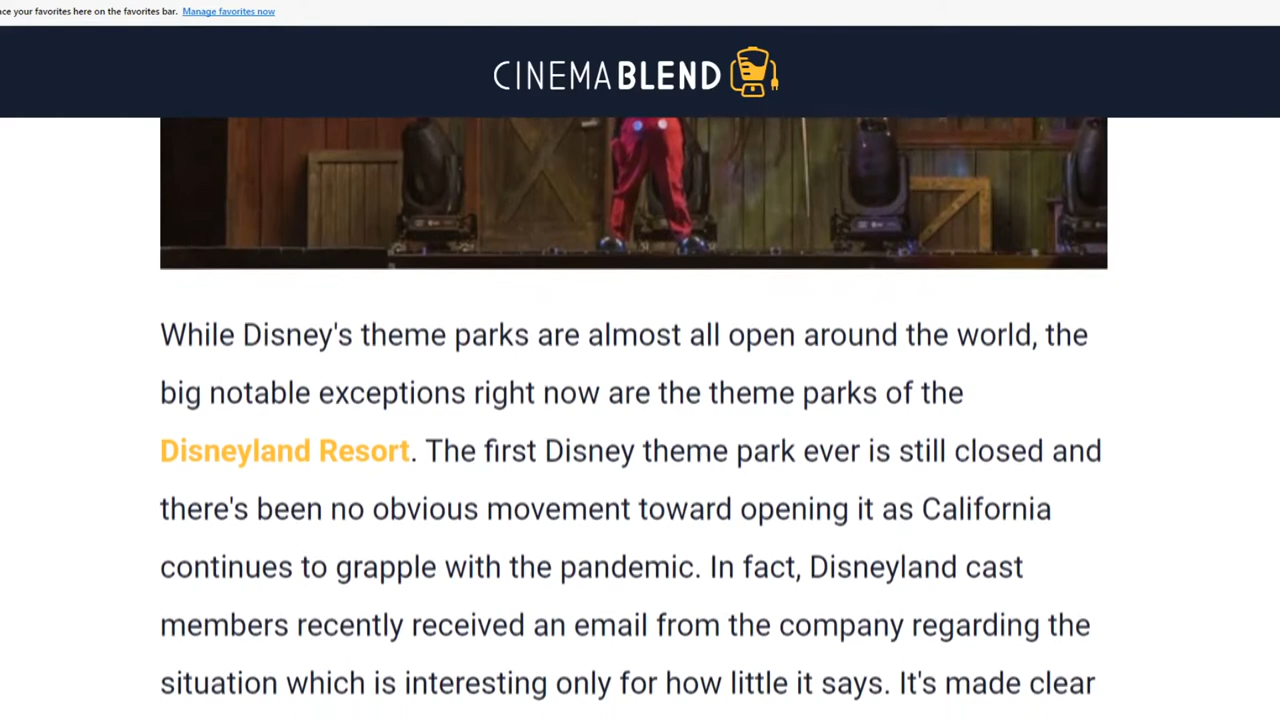 ace your favorites here on the favorites bar. Manage favorites now
CINEMABLEND
While Disney's theme parks are almost all open around the world, the
big notable exceptions right now are the theme parks of the
Disneyland Resort. The first Disney theme park ever is still closed and
there's been no obvious movement toward opening it as California
continues to grapple with the pandemic. In fact, Disneyland cast
members recently received an email from the company regarding the
situation which is interesting only for how little it says. It's made clear